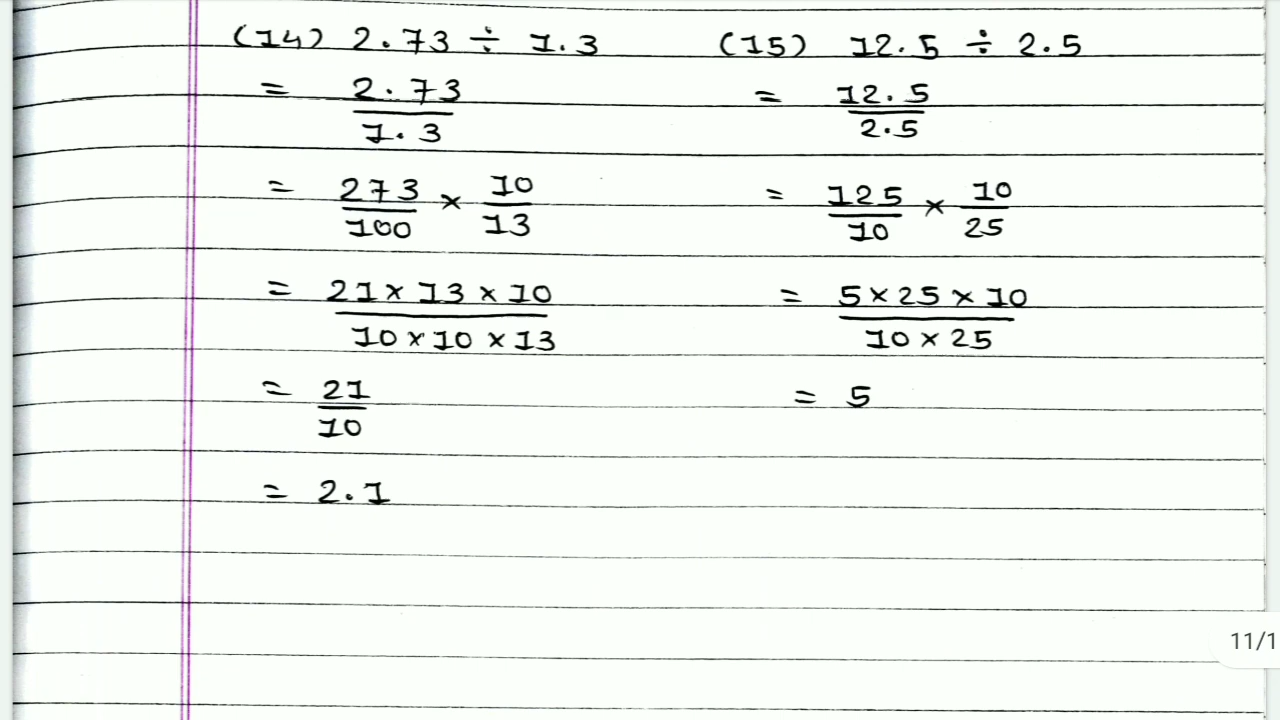 (14) 2.73 ÷ 1.3
= 2.73 / 1.3
= 273/100 × 10/13
= 21 × 13 × 10 / 10 × 10 × 13
= 21/10
= 2.1
(15) 12.5 ÷ 2.5
= 12.5 / 2.5
= 125/10 × 10/25
= 5 × 25 × 10 / 10 × 25
= 5
11/1